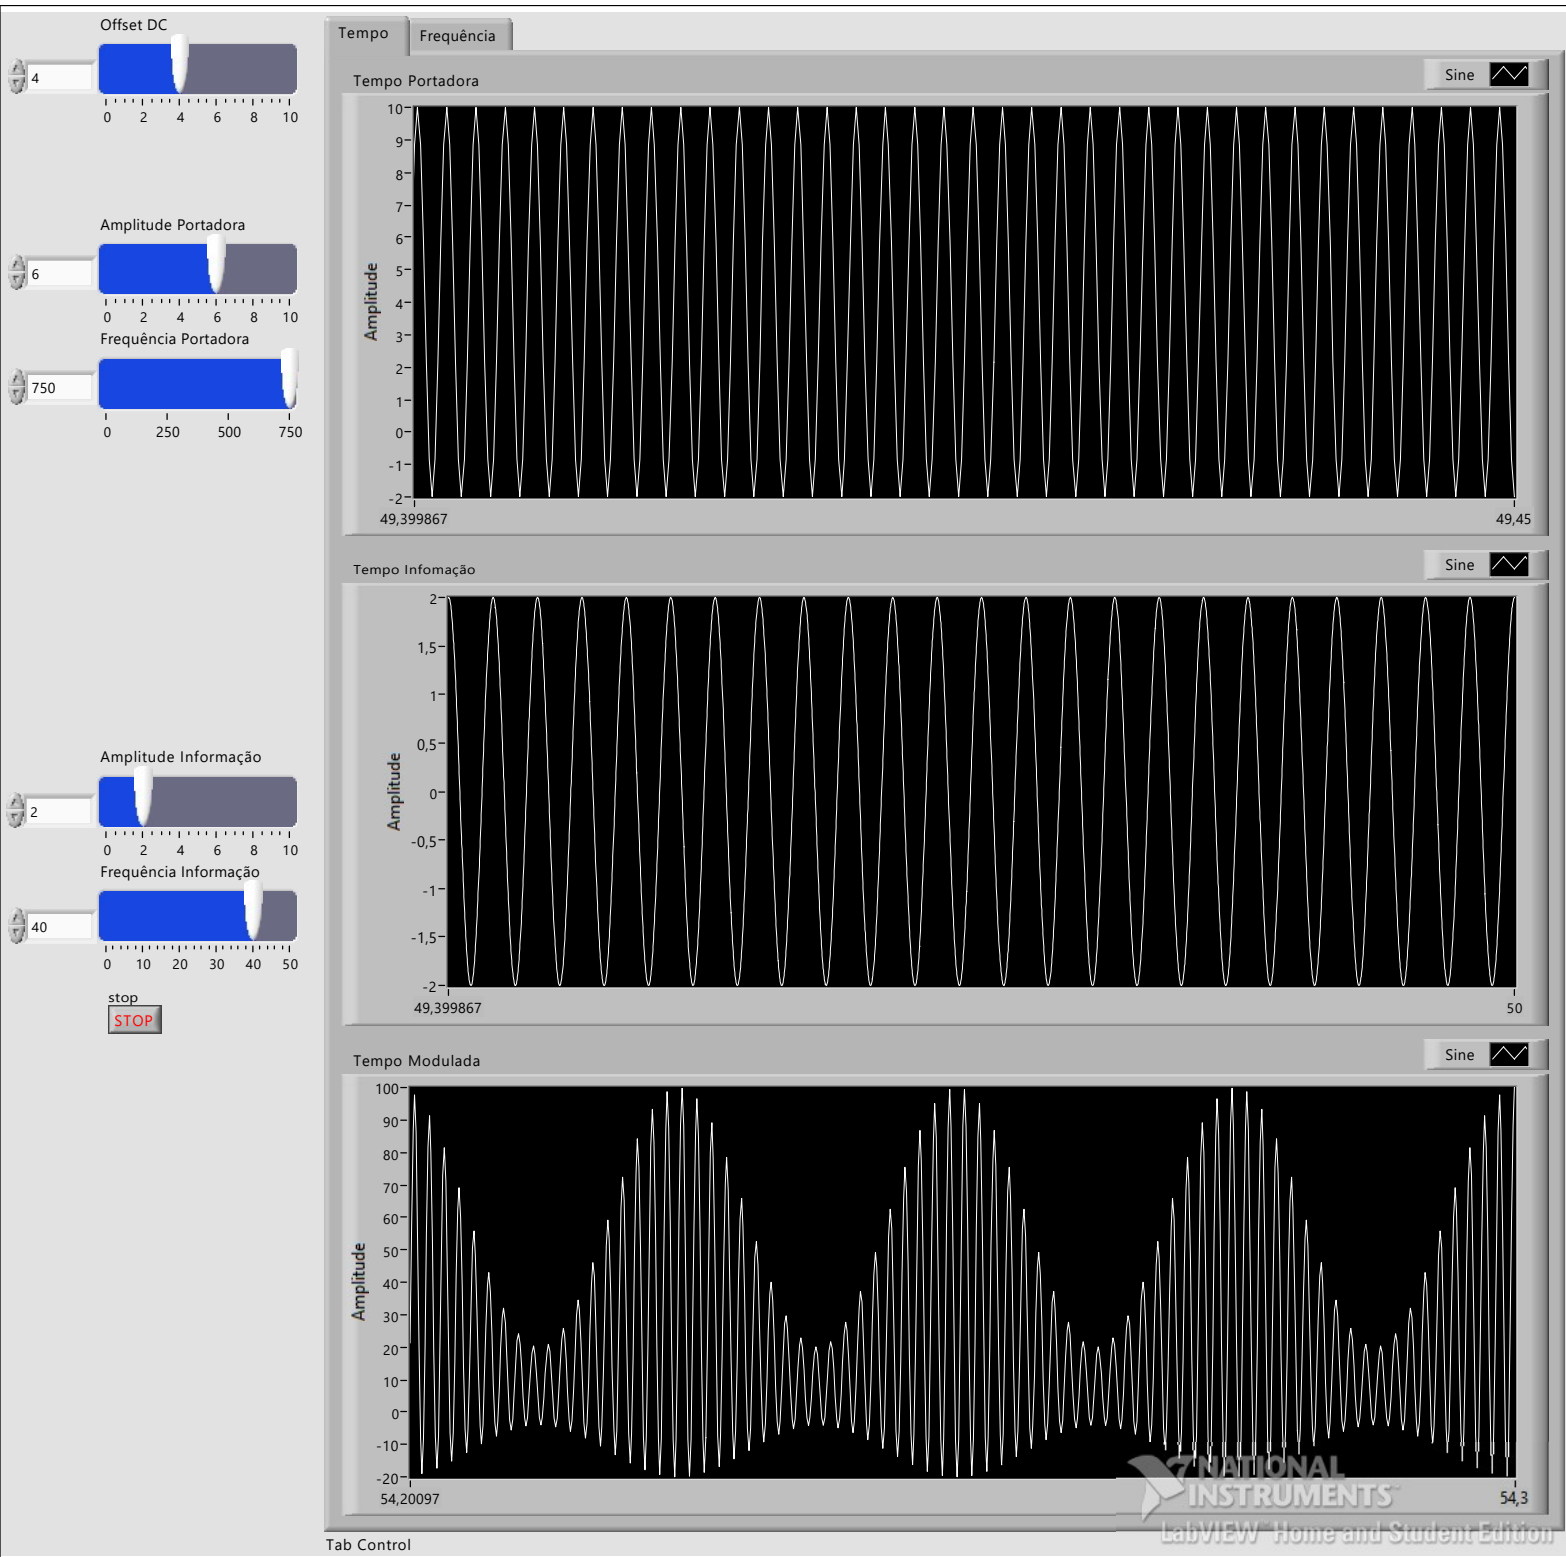 Offset DC
4
0 2 4 6 8 10
Amplitude Portadora
6
0 2 4 6 8 10
Frequência Portadora
750
0 250 500 750
Amplitude Informação
2
0 2 4 6 8 10
Frequência Informação
40
0 10 20 30 40 50
stop
STOP
Tempo Frequência
Tempo Portadora
Sine
Amplitude
10
9
8
7
6
5
4
3
2
1
0
-1
-2
49,399867 49,45
Tempo Infomação
Sine
Amplitude
2
1,5
1
0,5
0
-0,5
-1
-1,5
-2
49,399867 50
Tempo Modulada
Sine
Amplitude
100
90
80
70
60
50
40
30
20
10
0
-10
-20
54,20097 54,3
NATIONAL
INSTRUMENTS™
LabVIEW™ Home and Student Edition
Tab Control